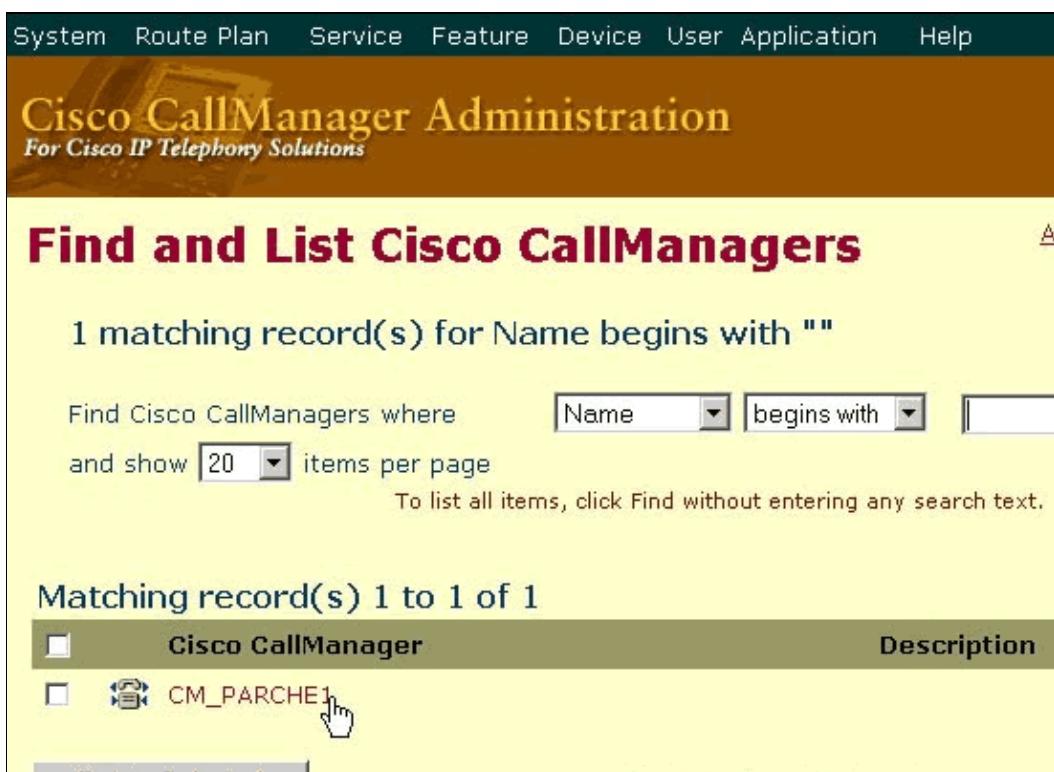 System Route Plan Service Feature Device User Application Help
Cisco CallManager Administration
For Cisco IP Telephony Solutions
Find and List Cisco CallManagers
1 matching record(s) for Name begins with ""
Find Cisco CallManagers where Name begins with
and show 20 items per page
To list all items, click Find without entering any search text.
Matching record(s) 1 to 1 of 1
Cisco CallManager Description
CM_PARCHE1